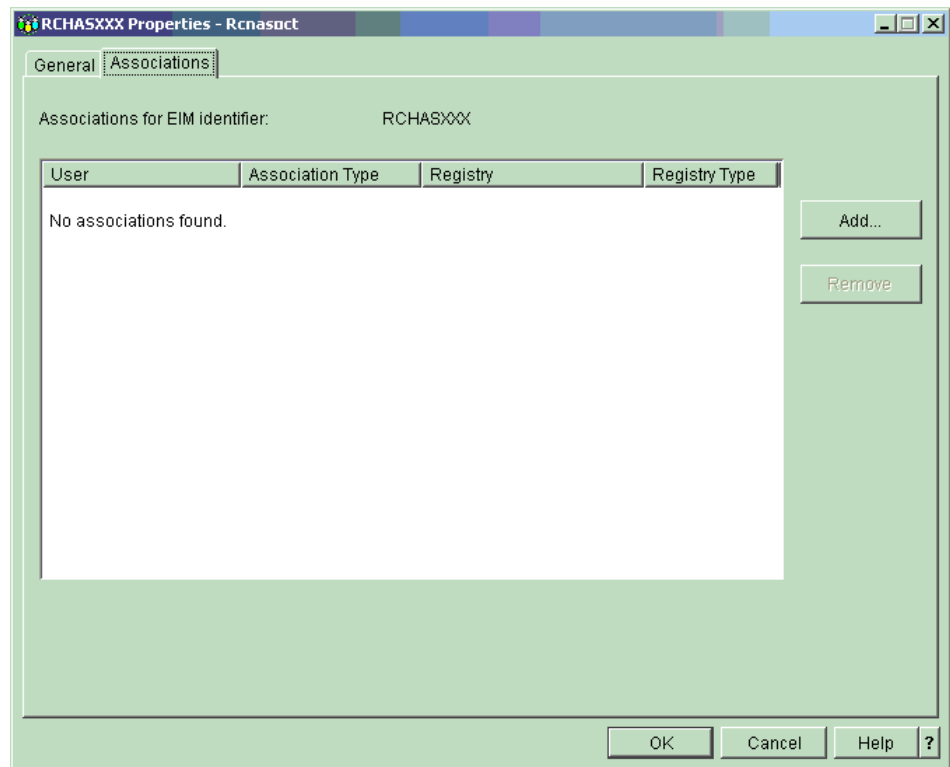 RCHASXXX Properties - Rcnasoct
General Associations
Associations for EIM identifier: RCHASXXX
User Association Type Registry Registry Type
No associations found.
Add...
Remove
OK Cancel Help ?